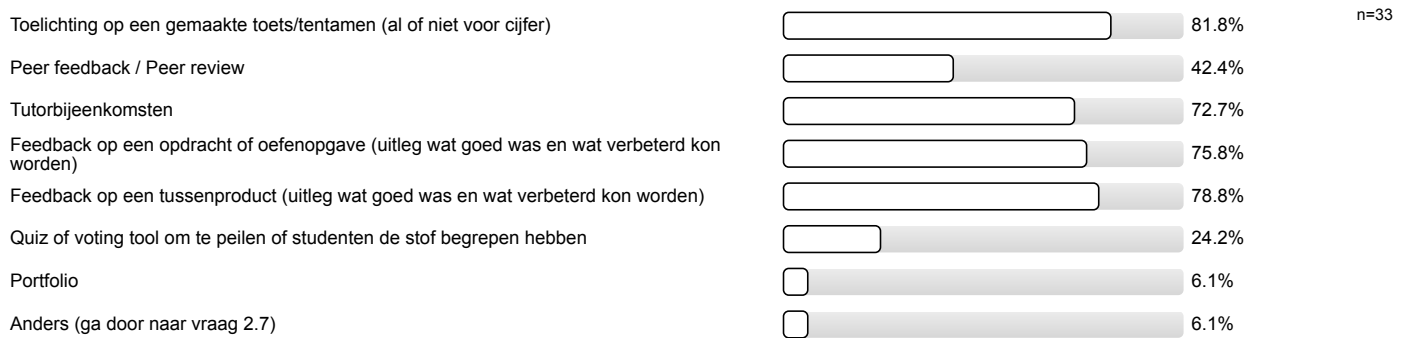 n=33
Toelichting op een gemaakte toets/tentamen (al of niet voor cijfer) 81.8%
Peer feedback / Peer review 42.4%
Tutorbijeenkomsten 72.7%
Feedback op een opdracht of oefenopgave (uitleg wat goed was en wat verbeterd kon
worden) 75.8%
Feedback op een tussenproduct (uitleg wat goed was en wat verbeterd kon worden) 78.8%
Quiz of voting tool om te peilen of studenten de stof begrepen hebben 24.2%
Portfolio 6.1%
Anders (ga door naar vraag 2.7) 6.1%